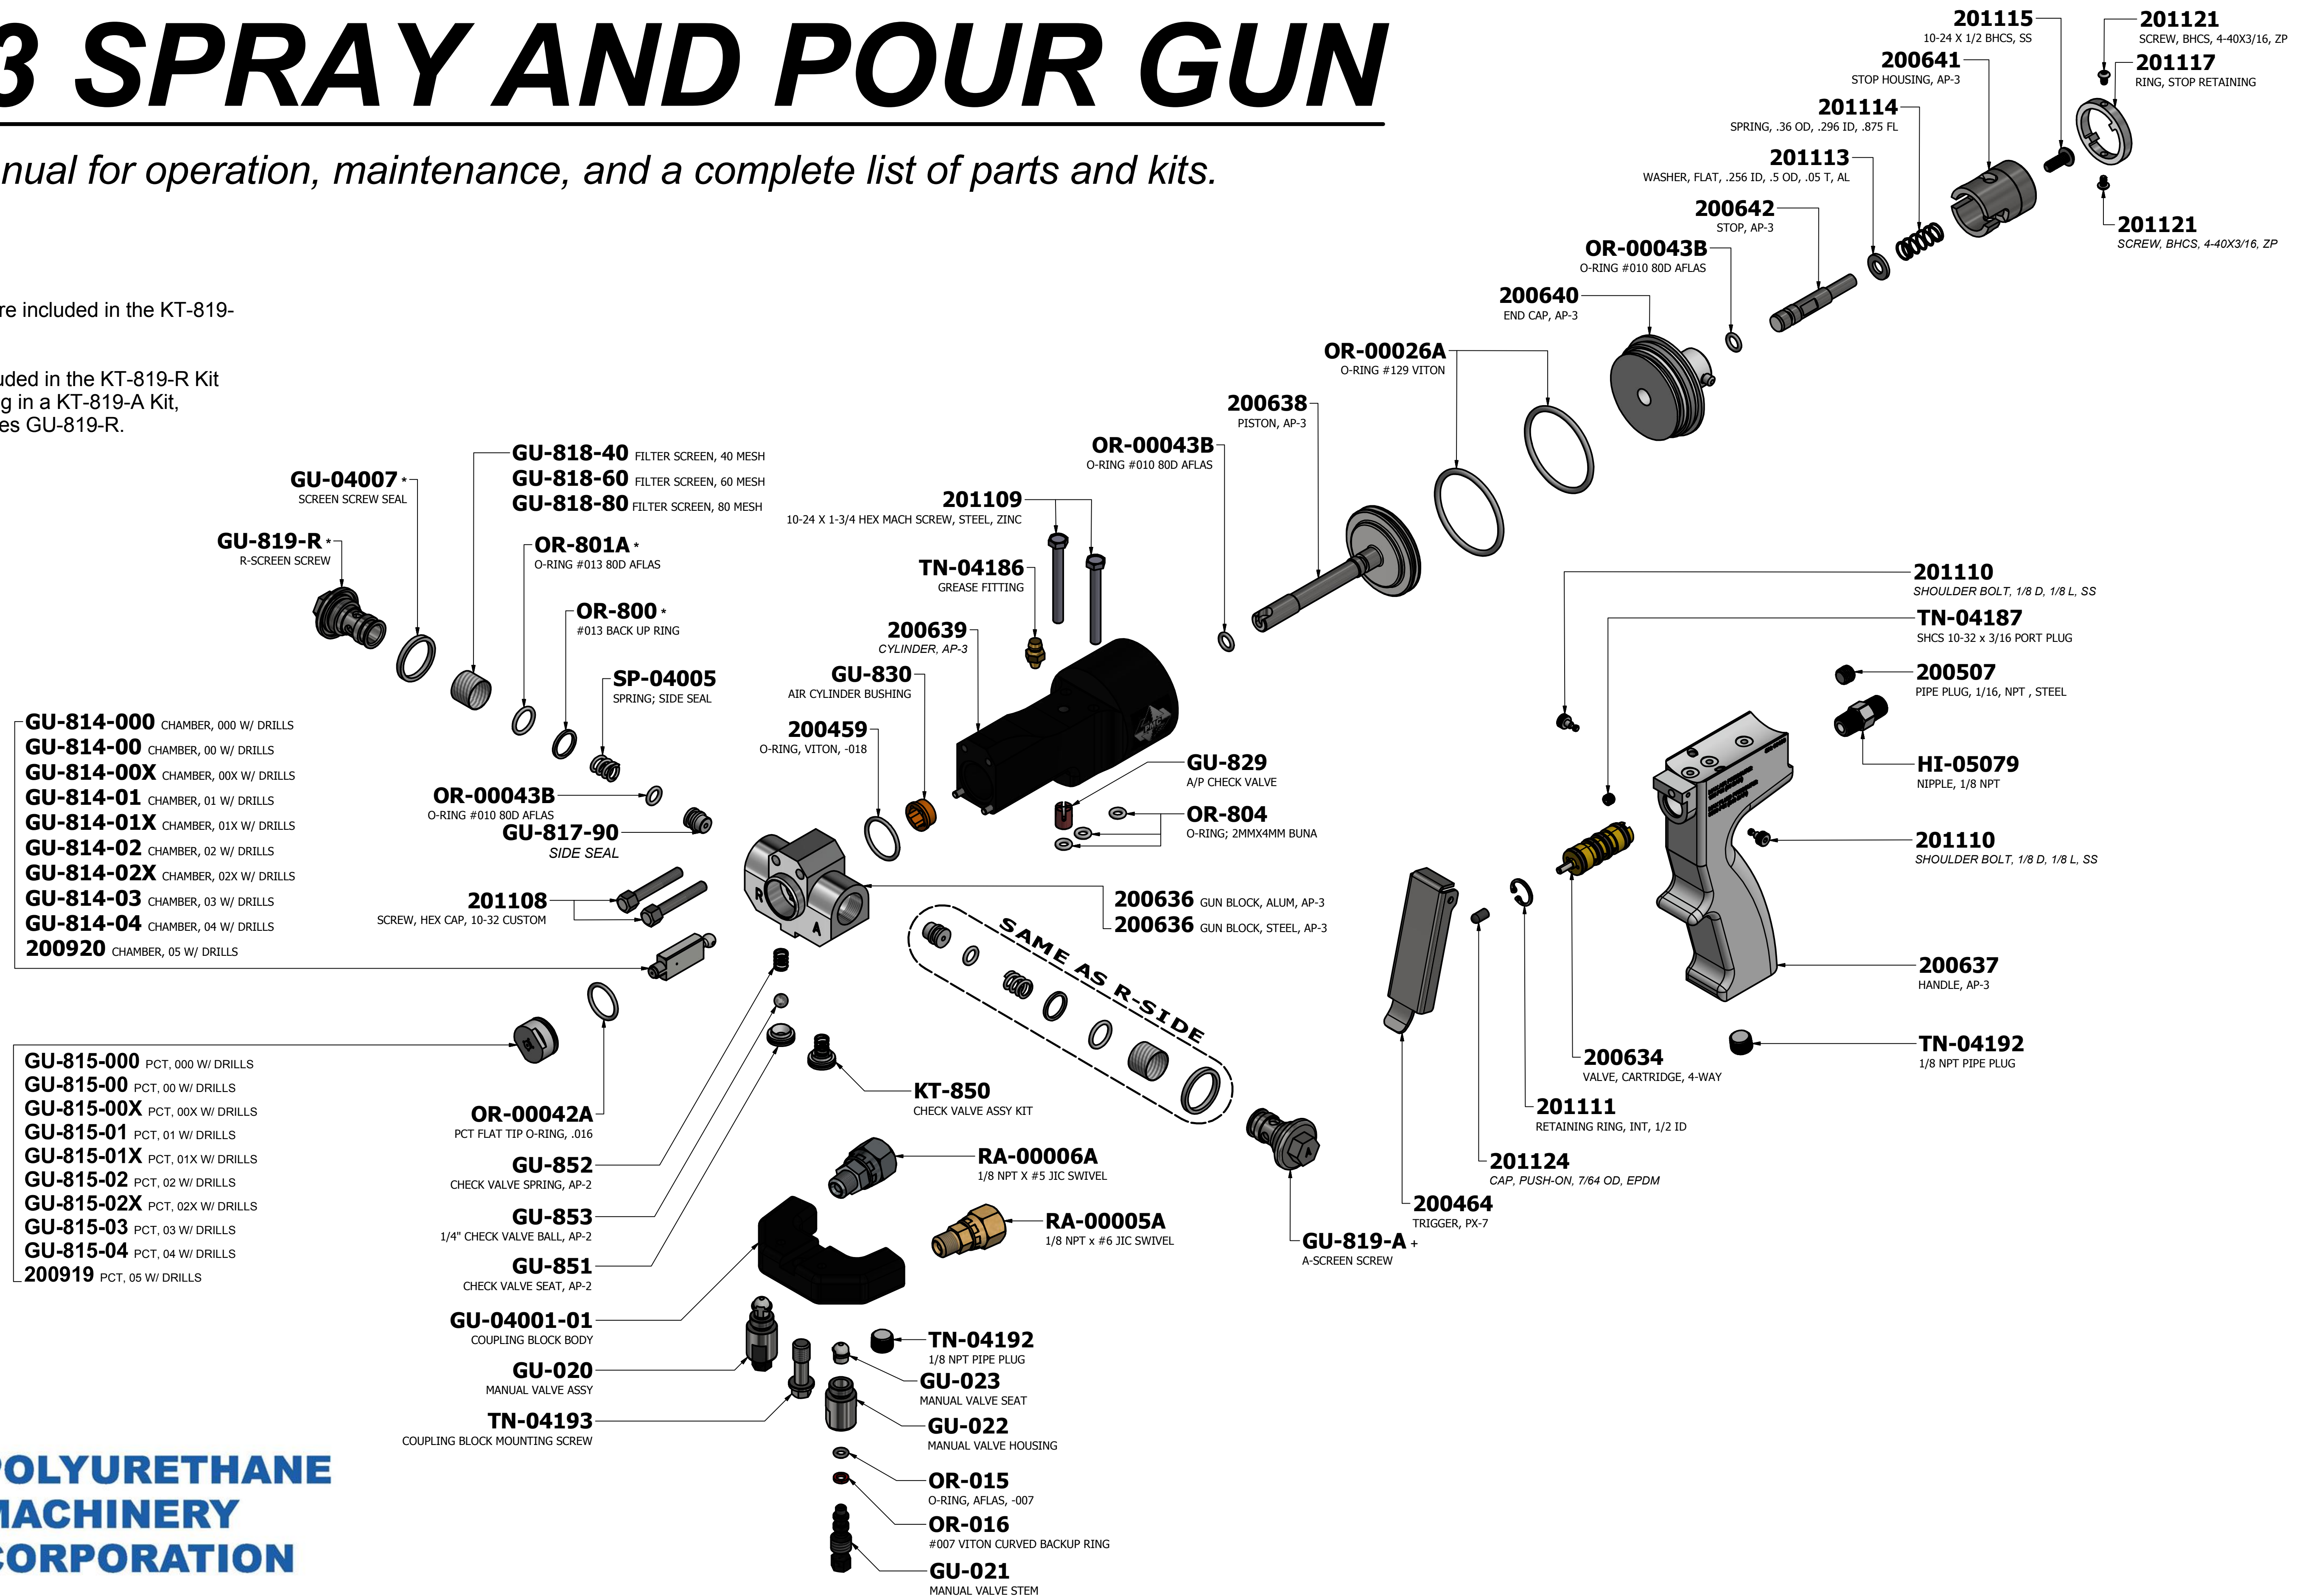 3 SPRAY AND POUR GUN
nual for operation, maintenance, and a complete list of parts and kits.
re included in the KT-819-
uded in the KT-819-R Kit
g in a KT-819-A Kit,
es GU-819-R.
201115
10-24 X 1/2 BHCS, SS
201121
SCREW, BHCS, 4-40X3/16, ZP
200641
STOP HOUSING, AP-3
201117
RING, STOP RETAINING
201114
SPRING, .36 OD, .296 ID, .875 FL
201113
WASHER, FLAT, .256 ID, .5 OD, .05 T, AL
200642
STOP, AP-3
201121
SCREW, BHCS, 4-40X3/16, ZP
OR-00043B
O-RING #010 80D AFLAS
200640
END CAP, AP-3
OR-00026A
O-RING #129 VITON
200638
PISTON, AP-3
OR-00043B
O-RING #010 80D AFLAS
201109
10-24 X 1-3/4 HEX MACH SCREW, STEEL, ZINC
TN-04186
GREASE FITTING
200639
CYLINDER, AP-3
GU-830
AIR CYLINDER BUSHING
200459
O-RING, VITON, -018
GU-818-40 FILTER SCREEN, 40 MESH
GU-818-60 FILTER SCREEN, 60 MESH
GU-818-80 FILTER SCREEN, 80 MESH
GU-04007 *
SCREEN SCREW SEAL
GU-819-R *
R-SCREEN SCREW
OR-801A *
O-RING #013 80D AFLAS
OR-800 *
#013 BACK UP RING
SP-04005
SPRING; SIDE SEAL
OR-00043B
O-RING #010 80D AFLAS
GU-817-90
SIDE SEAL
201108
SCREW, HEX CAP, 10-32 CUSTOM
GU-814-000 CHAMBER, 000 W/ DRILLS
GU-814-00 CHAMBER, 00 W/ DRILLS
GU-814-00X CHAMBER, 00X W/ DRILLS
GU-814-01 CHAMBER, 01 W/ DRILLS
GU-814-01X CHAMBER, 01X W/ DRILLS
GU-814-02 CHAMBER, 02 W/ DRILLS
GU-814-02X CHAMBER, 02X W/ DRILLS
GU-814-03 CHAMBER, 03 W/ DRILLS
GU-814-04 CHAMBER, 04 W/ DRILLS
200920 CHAMBER, 05 W/ DRILLS
R
A
GU-829
A/P CHECK VALVE
OR-804
O-RING; 2MMX4MM BUNA
200636 GUN BLOCK, ALUM, AP-3
200636 GUN BLOCK, STEEL, AP-3
SAME AS R-SIDE
201110
SHOULDER BOLT, 1/8 D, 1/8 L, SS
TN-04187
SHCS 10-32 x 3/16 PORT PLUG
200507
PIPE PLUG, 1/16, NPT , STEEL
HI-05079
NIPPLE, 1/8 NPT
201110
SHOULDER BOLT, 1/8 D, 1/8 L, SS
200637
HANDLE, AP-3
TN-04192
1/8 NPT PIPE PLUG
200634
VALVE, CARTRIDGE, 4-WAY
201111
RETAINING RING, INT, 1/2 ID
201124
CAP, PUSH-ON, 7/64 OD, EPDM
200464
TRIGGER, PX-7
GU-819-A +
A-SCREEN SCREW
A
GU-815-000 PCT, 000 W/ DRILLS
GU-815-00 PCT, 00 W/ DRILLS
GU-815-00X PCT, 00X W/ DRILLS
GU-815-01 PCT, 01 W/ DRILLS
GU-815-01X PCT, 01X W/ DRILLS
GU-815-02 PCT, 02 W/ DRILLS
GU-815-02X PCT, 02X W/ DRILLS
GU-815-03 PCT, 03 W/ DRILLS
GU-815-04 PCT, 04 W/ DRILLS
200919 PCT, 05 W/ DRILLS
OR-00042A
PCT FLAT TIP O-RING, .016
KT-850
CHECK VALVE ASSY KIT
GU-852
CHECK VALVE SPRING, AP-2
GU-853
1/4" CHECK VALVE BALL, AP-2
GU-851
CHECK VALVE SEAT, AP-2
GU-04001-01
COUPLING BLOCK BODY
GU-020
MANUAL VALVE ASSY
TN-04193
COUPLING BLOCK MOUNTING SCREW
RA-00006A
1/8 NPT X #5 JIC SWIVEL
RA-00005A
1/8 NPT x #6 JIC SWIVEL
TN-04192
1/8 NPT PIPE PLUG
GU-023
MANUAL VALVE SEAT
GU-022
MANUAL VALVE HOUSING
OR-015
O-RING, AFLAS, -007
OR-016
#007 VITON CURVED BACKUP RING
GU-021
MANUAL VALVE STEM
POLYURETHANE
MACHINERY
CORPORATION